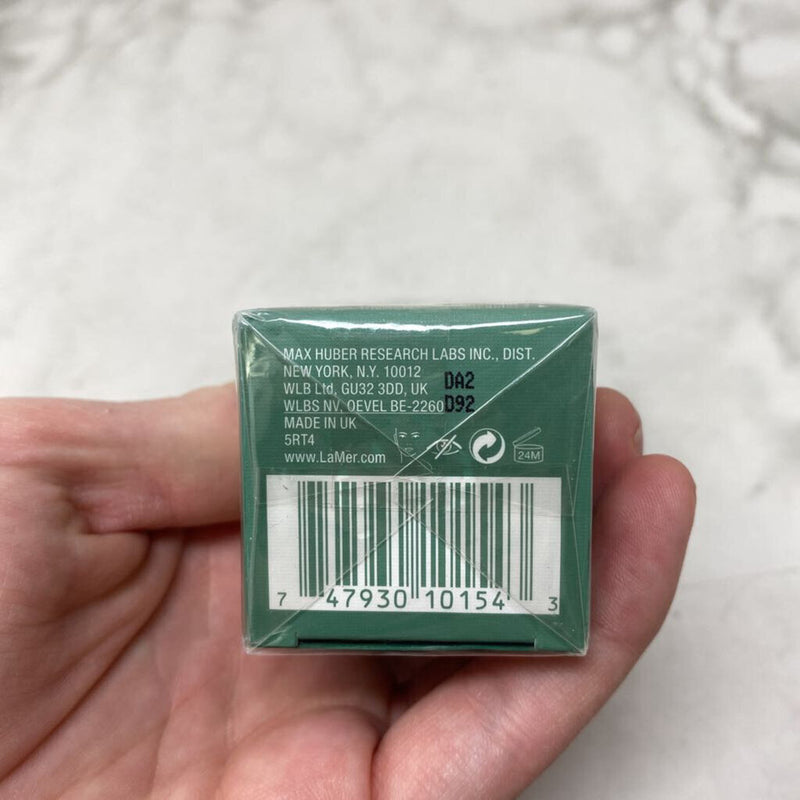 MAX HUBER RESEARCH LABS INC., DIST.
NEW YORK, N.Y. 10012
WLB Ltd, GU32 3DD, UK DA2
WLBS NV, OEVEL BE-2260 D92
MADE IN UK
5RT4
www.LaMer.com
24M
7 47930 10154 3